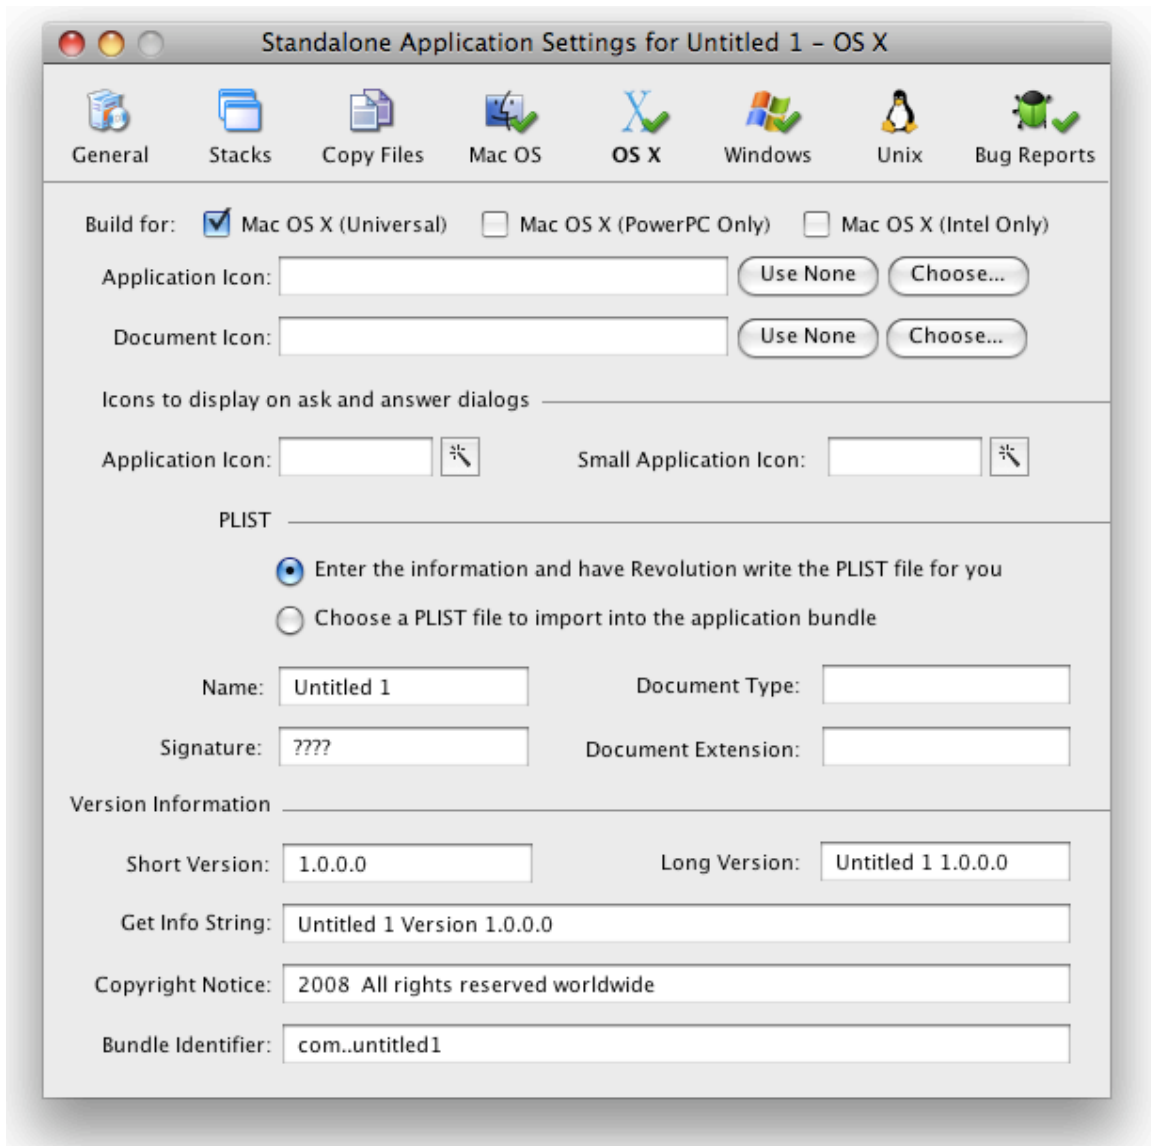 Standalone Application Settings for Untitled 1 – OS X
General Stacks Copy Files Mac OS OS X Windows Unix Bug Reports
Build for: Mac OS X (Universal) Mac OS X (PowerPC Only) Mac OS X (Intel Only)
Application Icon: Use None Choose...
Document Icon: Use None Choose...
Icons to display on ask and answer dialogs
Application Icon: Small Application Icon:
PLIST
Enter the information and have Revolution write the PLIST file for you
Choose a PLIST file to import into the application bundle
Name: Untitled 1 Document Type:
Signature: ???? Document Extension:
Version Information
Short Version: 1.0.0.0 Long Version: Untitled 1 1.0.0.0
Get Info String: Untitled 1 Version 1.0.0.0
Copyright Notice: 2008  All rights reserved worldwide
Bundle Identifier: com..untitled1